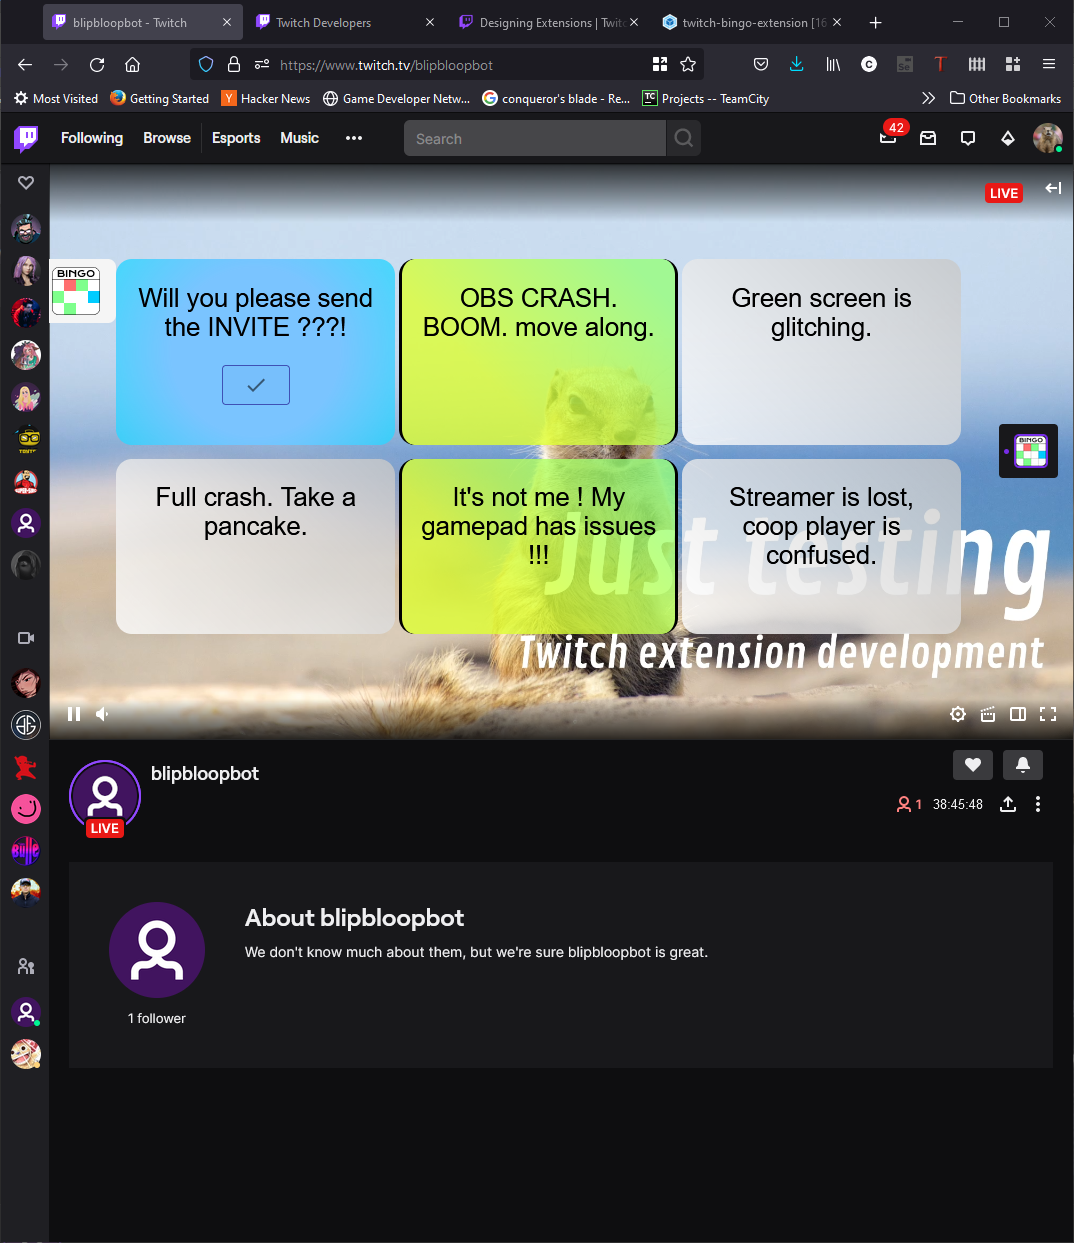 blipbloopbot - Twitch
Twitch Developers
Designing Extensions | Twitc
twitch-bingo-extension [16
https://www.twitch.tv/blipbloopbot
Most Visited
Getting Started
Hacker News
Game Developer Netw...
conqueror's blade - Re...
Projects -- TeamCity
Other Bookmarks
Following
Browse
Esports
Music
Search
42
LIVE
BINGO
Will you please send
the INVITE ???!
OBS CRASH.
BOOM. move along.
Green screen is
glitching.
BINGO
Full crash. Take a
pancake.
It's not me ! My
gamepad has issues
!!!
Streamer is lost,
coop player is
confused.
Just testing
Twitch extension development
blipbloopbot
LIVE
1
38:45:48
About blipbloopbot
We don't know much about them, but we're sure blipbloopbot is great.
1 follower